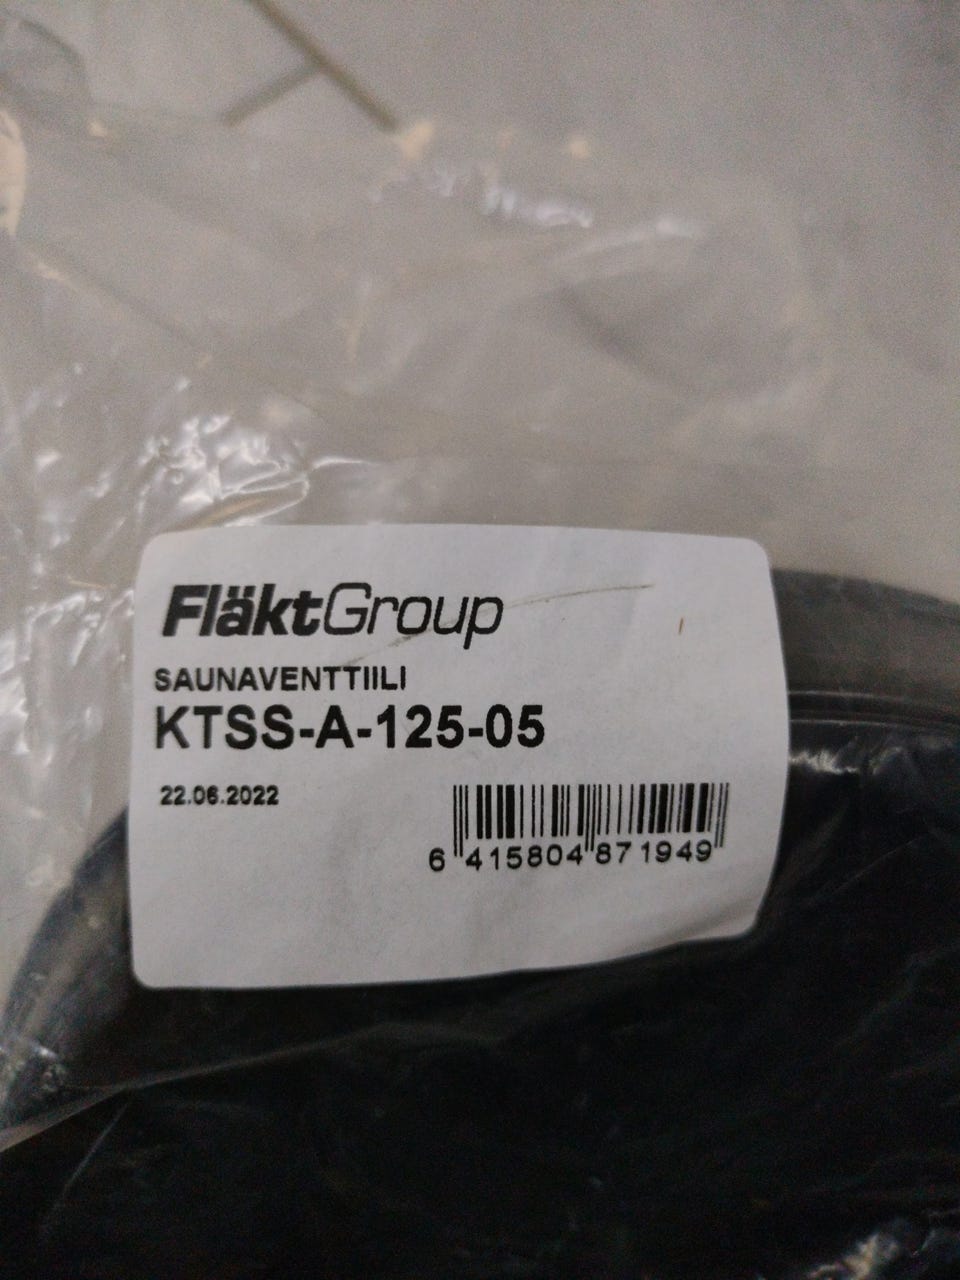 FläktGroup
SAUNAVENTTIILI
KTSS-A-125-05
22.06.2022
6 415804 871949